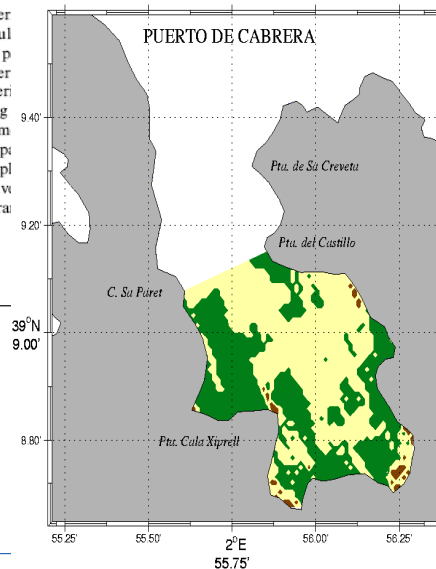 PUERTO DE CABRERA
9.40'
Pta. de Sa Creveta
9.20'
Pta. del Castillo
C. Sa Paret
39°N
9.00'
8.80'
Pta. Cala Xiprell
55.25'
55.50'
2°E
55.75'
56.00'
56.25'